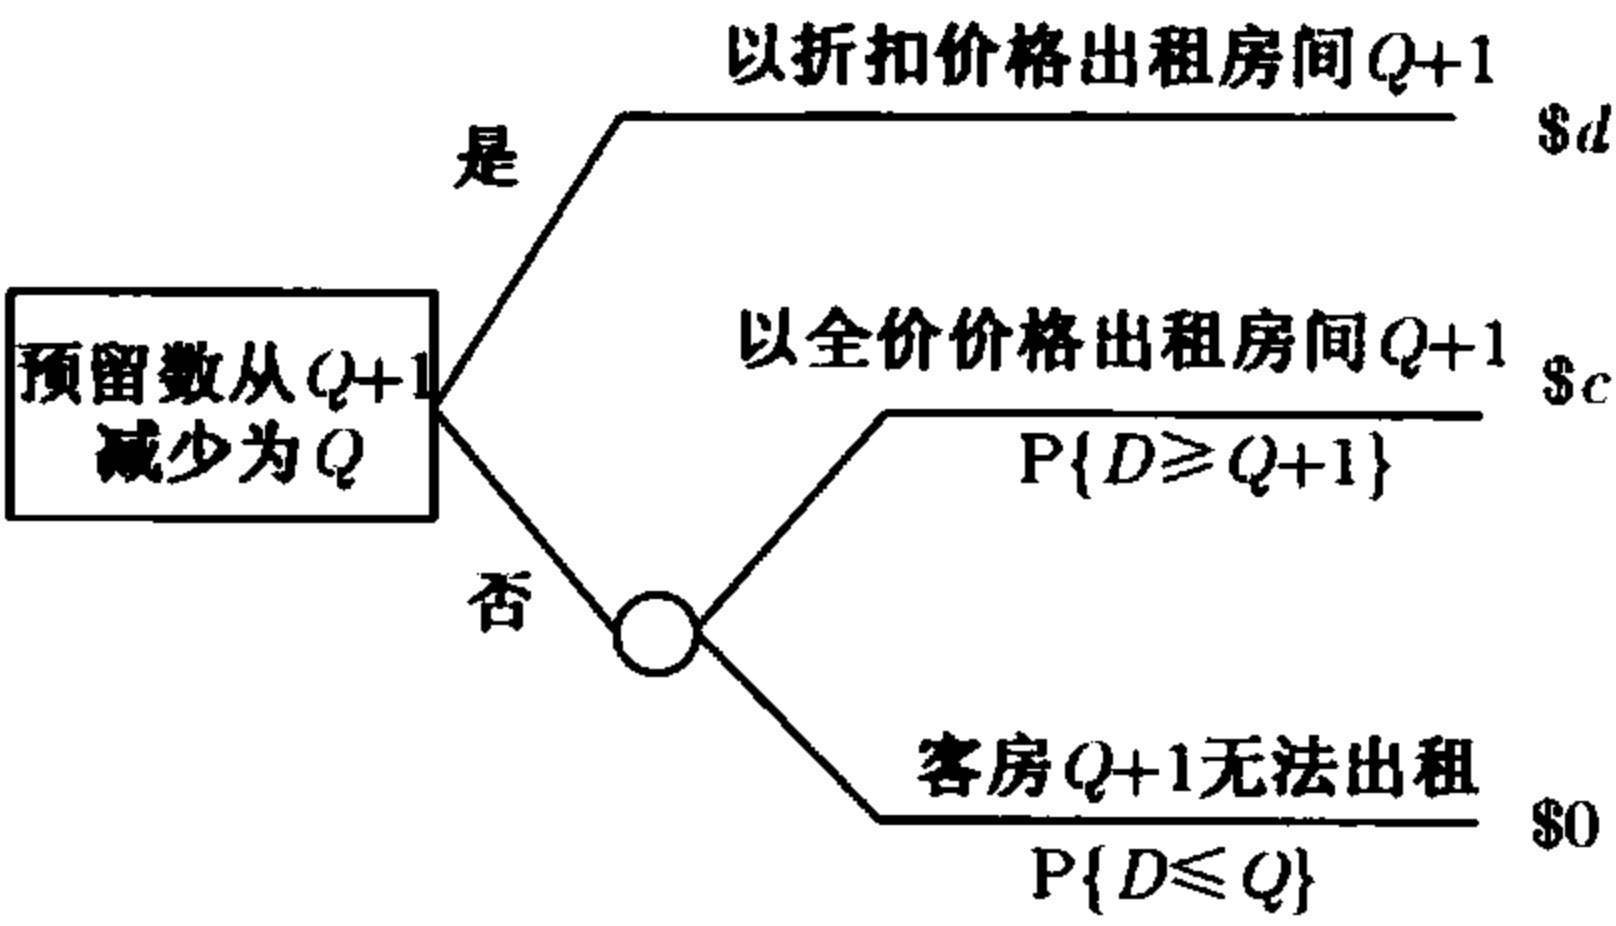 以折扣价格出租房间Q+1
$d
是
以全价价格出租房间Q+1
$c
预留数从Q+1
减少为Q
P{D≥Q+1}
否
客房Q+1无法出租
$0
P{D≤Q}